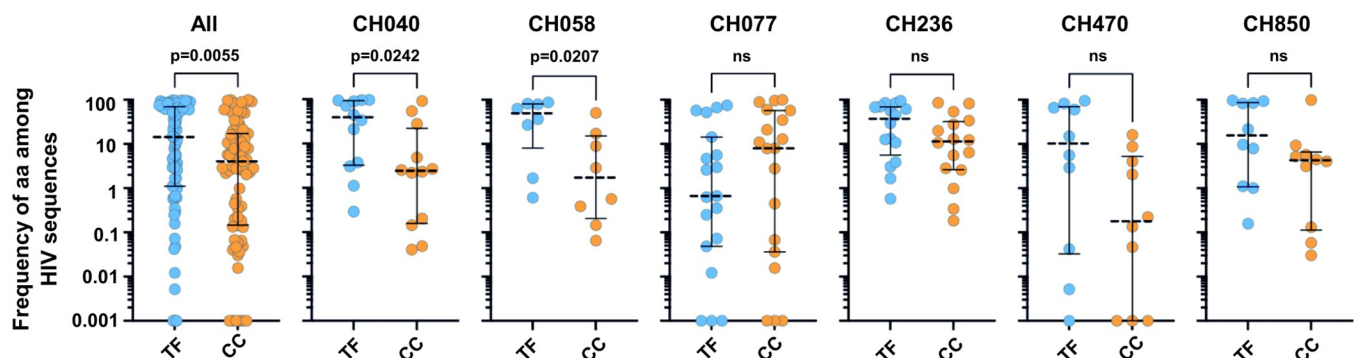 All CH040 CH058 CH077 CH236 CH470 CH850
p=0.0055 p=0.0242 p=0.0207 ns ns ns ns
Frequency of aa among
HIV sequences
100
10
1
0.1
0.01
0.001
TF CC TF CC TF CC TF CC TF CC TF CC TF CC